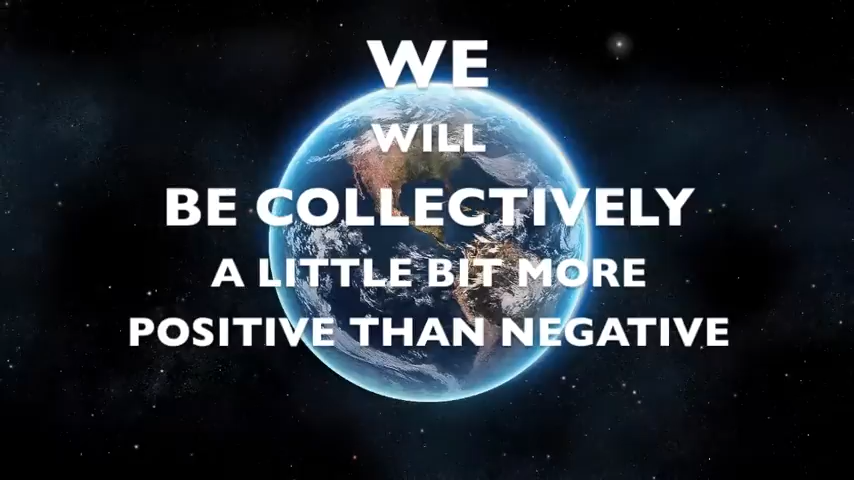 WE
WILL
BE COLLECTIVELY
A LITTLE BIT MORE
POSITIVE THAN NEGATIVE